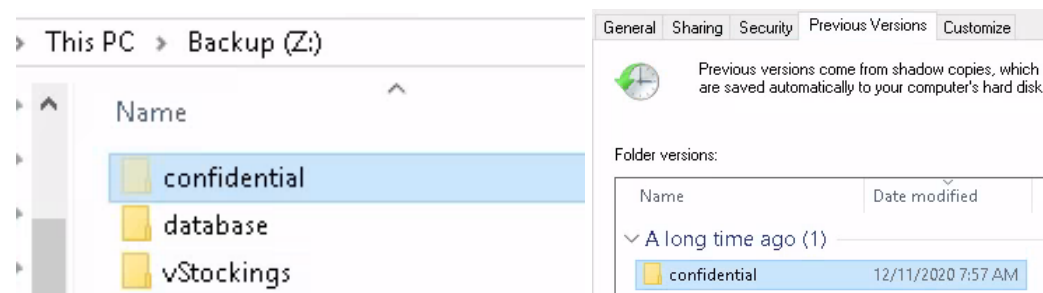 This PC > Backup (Z:)
Name
confidential
database
vStockings
General Sharing Security Previous Versions Customize
Previous versions come from shadow copies, which
are saved automatically to your computer's hard disk.
Folder versions:
Name Date modified
A long time ago (1)
confidential 12/11/2020 7:57 AM